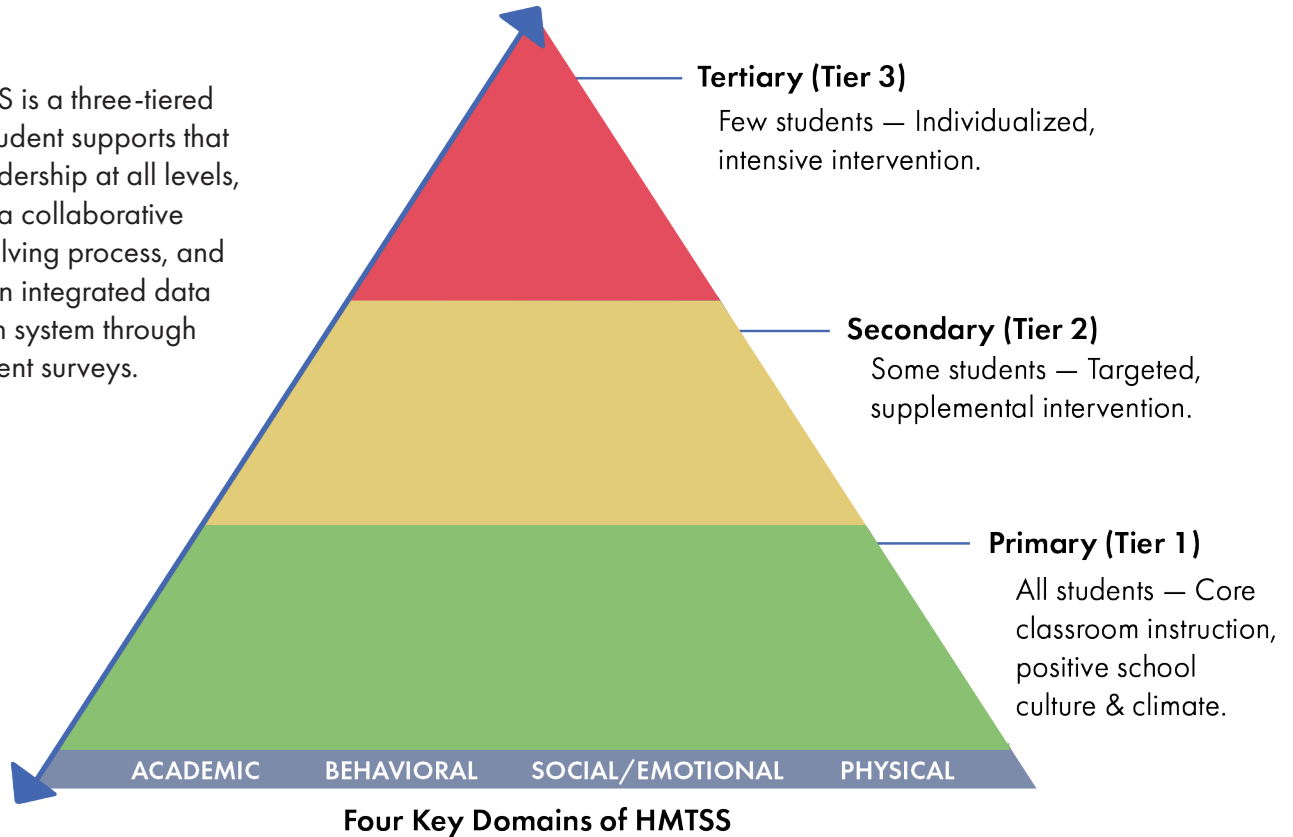 S is a three-tiered
udent supports that
dership at all levels,
a collaborative
lving process, and
n integrated data
n system through
ent surveys.
Tertiary (Tier 3)
Few students — Individualized,
intensive intervention.
Secondary (Tier 2)
Some students — Targeted,
supplemental intervention.
Primary (Tier 1)
All students — Core
classroom instruction,
positive school
culture & climate.
ACADEMIC BEHAVIORAL SOCIAL/EMOTIONAL PHYSICAL
Four Key Domains of HMTSS